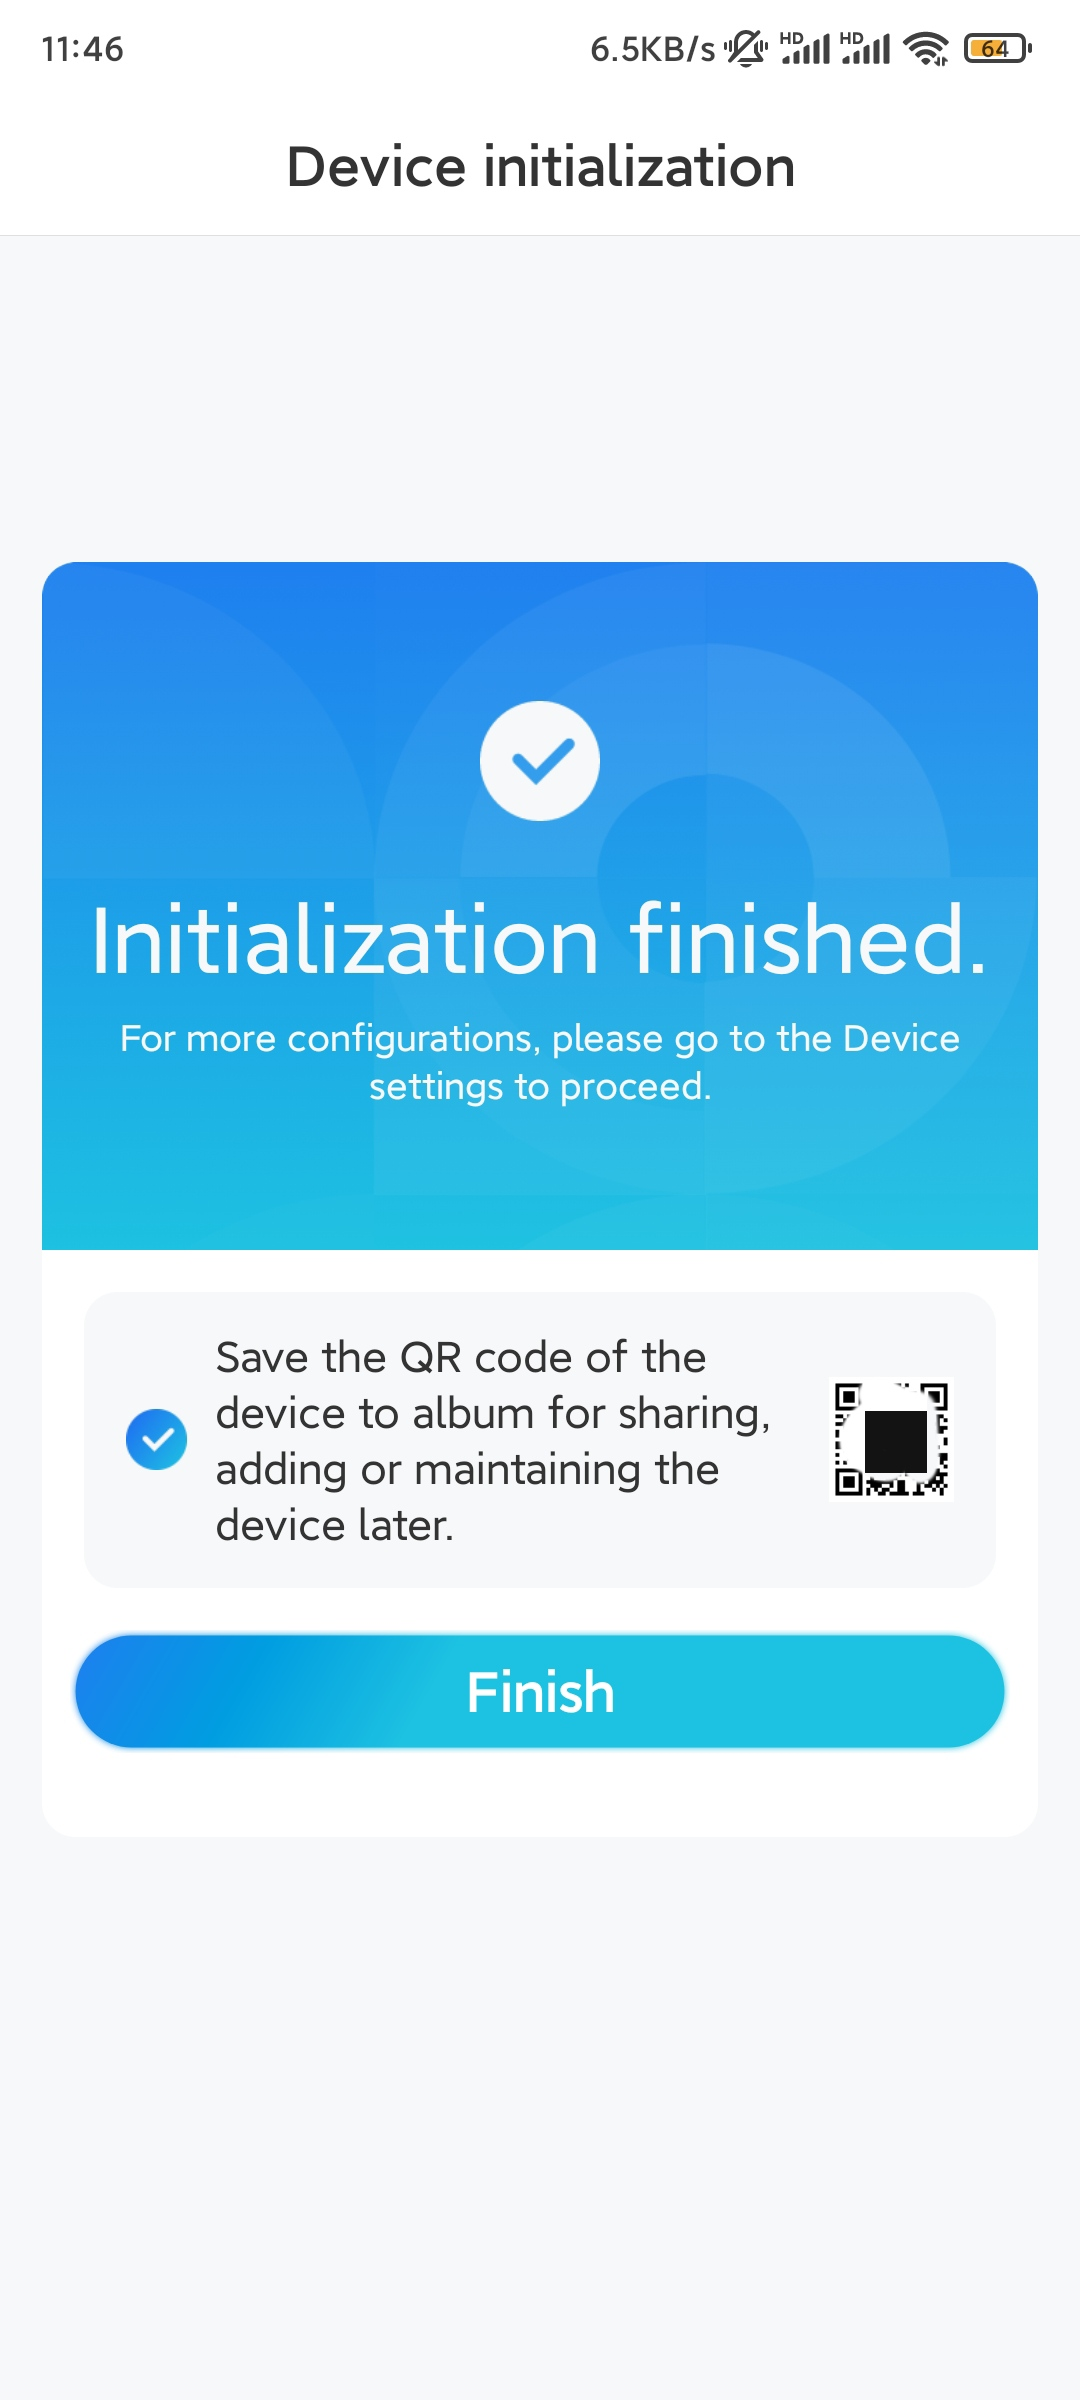 11:46 6.5KB/s HD HD 64
Device initialization
Initialization finished.
For more configurations, please go to the Device
settings to proceed.
Save the QR code of the
device to album for sharing,
adding or maintaining the
device later.
Finish